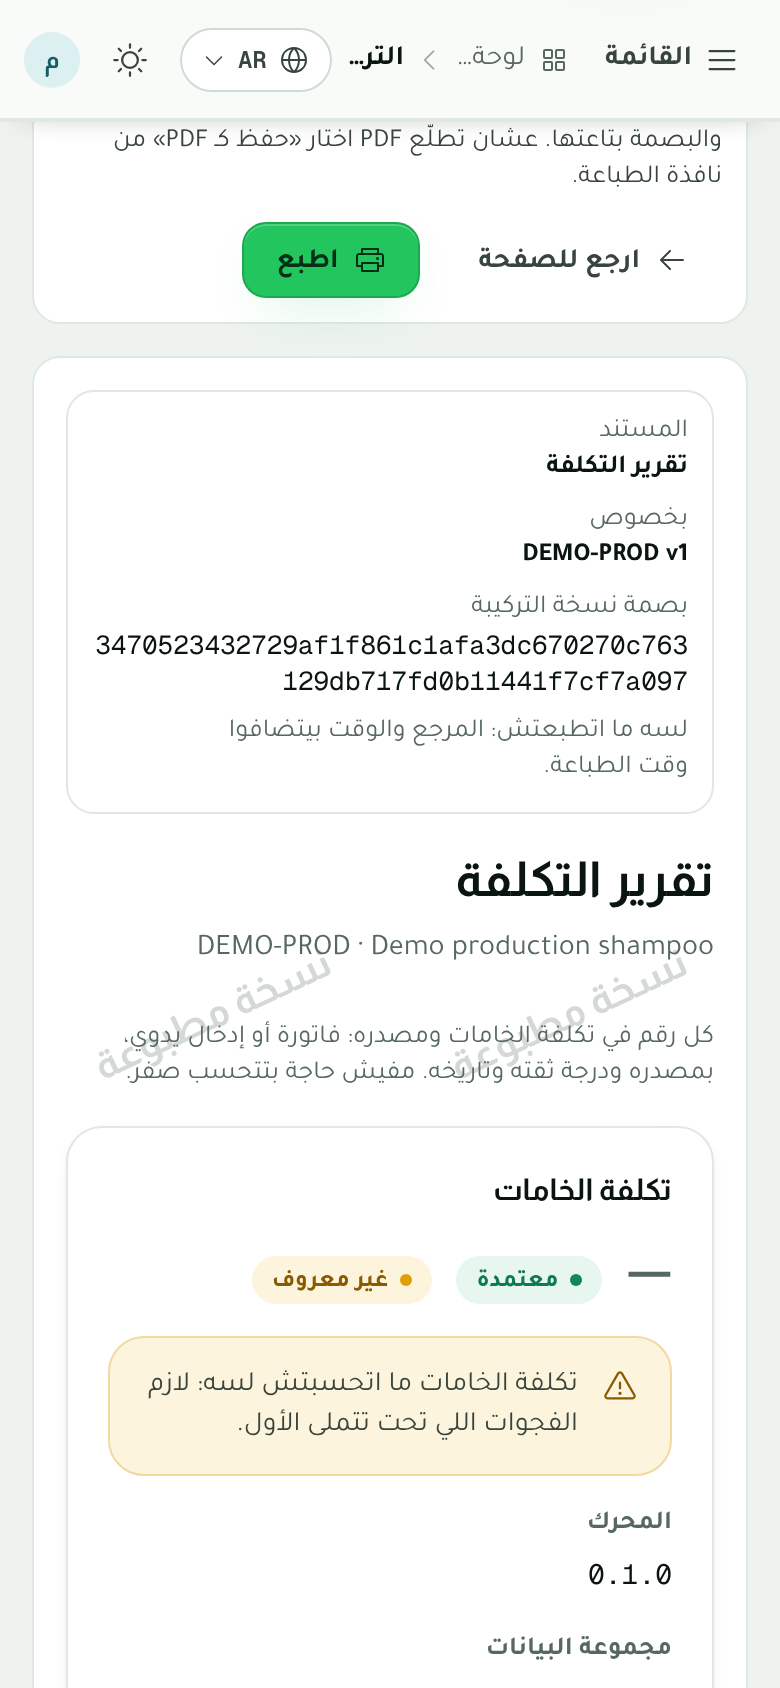 القائمة
لوحة...
التر...
AR
م
والبصمة بتاعتها. عشان تطلّع PDF اختار «حفظ كـ PDF» من
نافذة الطباعة.
ارجع للصفحة
اطبع
المستند
تقرير التكلفة
بخصوص
DEMO-PROD v1
بصمة نسخة التركيبة
3470523432729af1f861c1afa3dc670270c763
129db717fd0b11441f7cf7a097
لسه ما اتطبعتش: المرجع والوقت بيتضافوا
وقت الطباعة.
تقرير التكلفة
DEMO-PROD · Demo production shampoo
نسخة مطبوعة
نسخة مطبوعة
كل رقم في تكلفة الخامات ومصدره: فاتورة أو إدخال يدوي،
بمصدره ودرجة ثقته وتاريخه. مفيش حاجة بتتحسب صفر.
تكلفة الخامات
—
معتمدة
غير معروف
تكلفة الخامات ما اتحسبتش لسه: لازم
الفجوات اللي تحت تتملى الأول.
المحرك
0.1.0
مجموعة البيانات